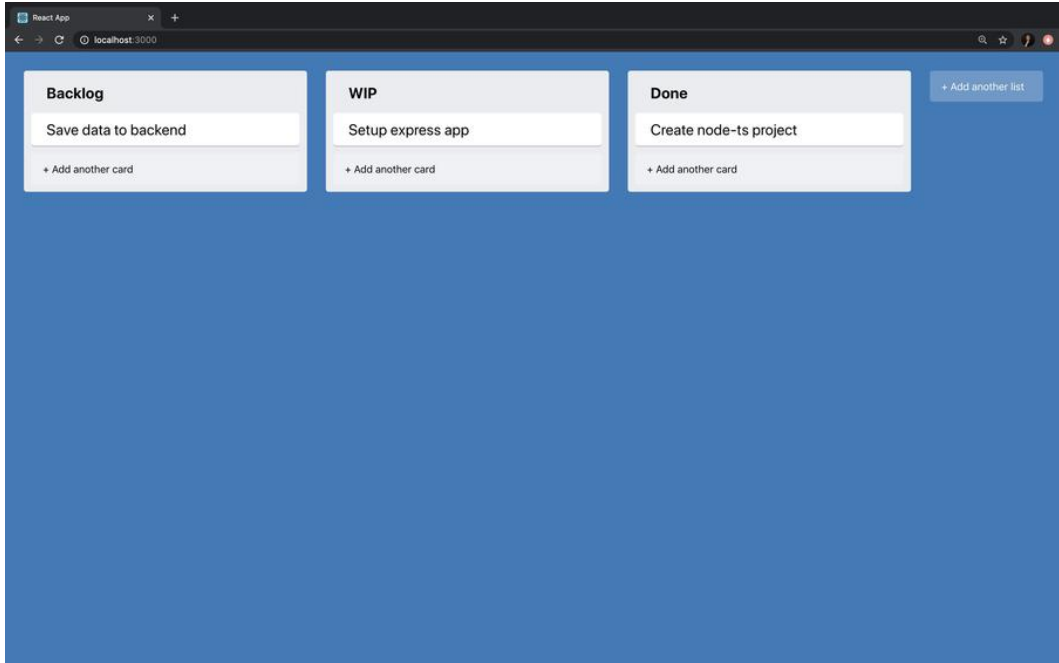 React App
localhost:3000
Backlog
Save data to backend
+ Add another card
WIP
Setup express app
+ Add another card
Done
Create node-ts project
+ Add another card
+ Add another list